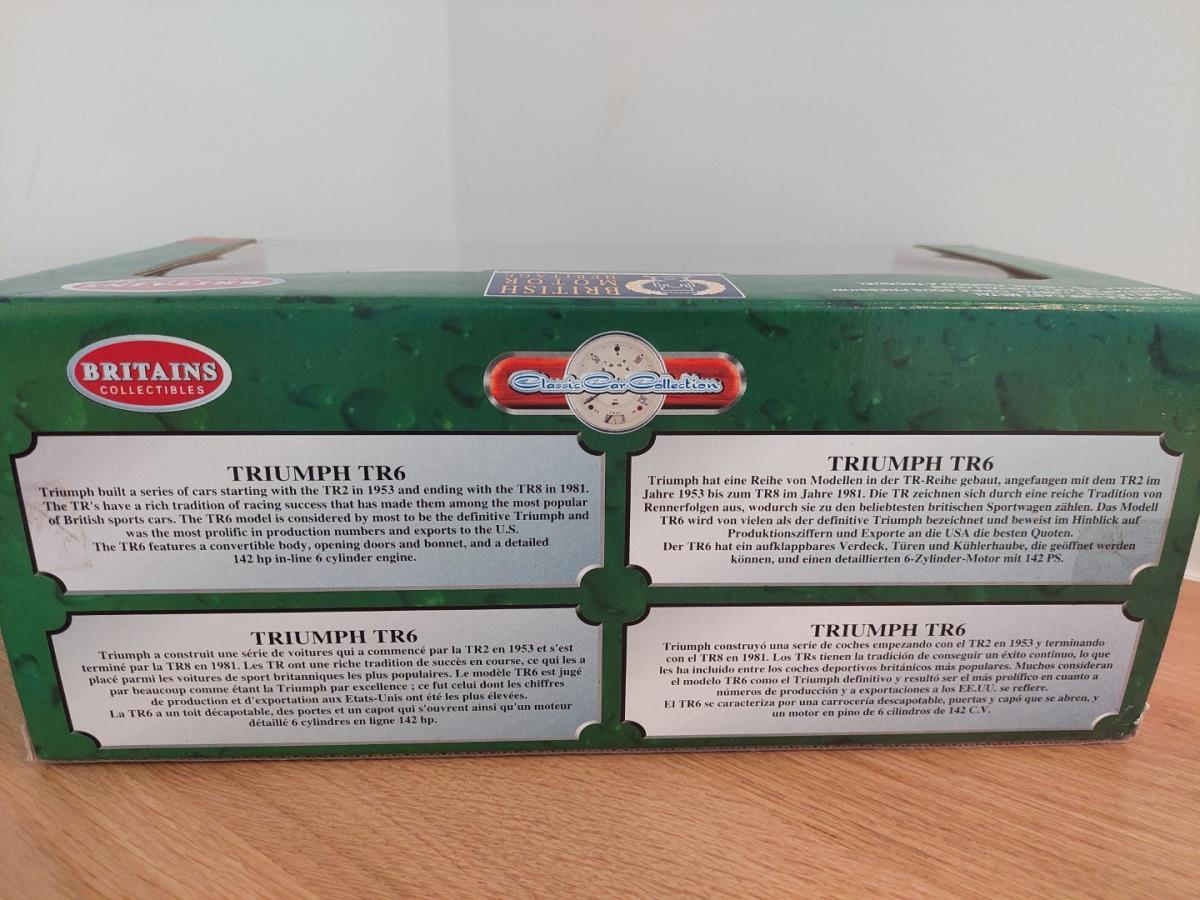 BRITISH
MOTOR
HERITAGE
BRITAINS
COLLECTIBLES
Classic Car Collection
TRIUMPH TR6
Triumph built a series of cars starting with the TR2 in 1953 and ending with the TR8 in 1981.
The TR's have a rich tradition of racing success that has made them among the most popular
of British sports cars. The TR6 model is considered by most to be the definitive Triumph and
was the most prolific in production numbers and exports to the U.S.
The TR6 features a convertible body, opening doors and bonnet, and a detailed
142 hp in-line 6 cylinder engine.
TRIUMPH TR6
Triumph hat eine Reihe von Modellen in der TR-Reihe gebaut, angefangen mit dem TR2 im
Jahre 1953 bis zum TR8 im Jahre 1981. Die TR zeichnen sich durch eine reiche Tradition von
Rennerfolgen aus, wodurch sie zu den beliebtesten britischen Sportwagen zählen. Das Modell
TR6 wird von vielen als der definitive Triumph bezeichnet und beweist im Hinblick auf
Produktionsziffern und Exporte an die USA die besten Quoten.
Der TR6 hat ein aufklappbares Verdeck, Türen und Kühlerhaube, die geöffnet werden
können, und einen detaillierten 6-Zylinder-Motor mit 142 PS.
TRIUMPH TR6
Triumph a construit une série de voitures qui a commencé par la TR2 en 1953 et s'est
terminé par la TR8 en 1981. Les TR ont une riche tradition de succès en course, ce qui les a
placé parmi les voitures de sport britanniques les plus populaires. Le modèle TR6 est jugé
par beaucoup comme étant la Triumph par excellence ; ce fut celui dont les chiffres
de production et d'exportation aux Etats-Unis ont été les plus élevées.
La TR6 a un toit décapotable, des portes et un capot qui s'ouvrent ainsi qu'un moteur
détaillé 6 cylindres en ligne 142 hp.
TRIUMPH TR6
Triumph construyó una serie de coches empezando con el TR2 en 1953 y terminando
con el TR8 en 1981. Los TRs tienen la tradición de conseguir un éxito continuo, lo que
les ha incluido entre los coches deportivos británicos más populares. Muchos consideran
el modelo TR6 como el Triumph definitivo y resultó ser el más prolífico en cuanto a
números de producción y a exportaciones a los EE.UU. se refiere.
El TR6 se caracteriza por una carrocería descapotable, puertas y capó que se abren, y
un motor en pino de 6 cilindros de 142 C.V.